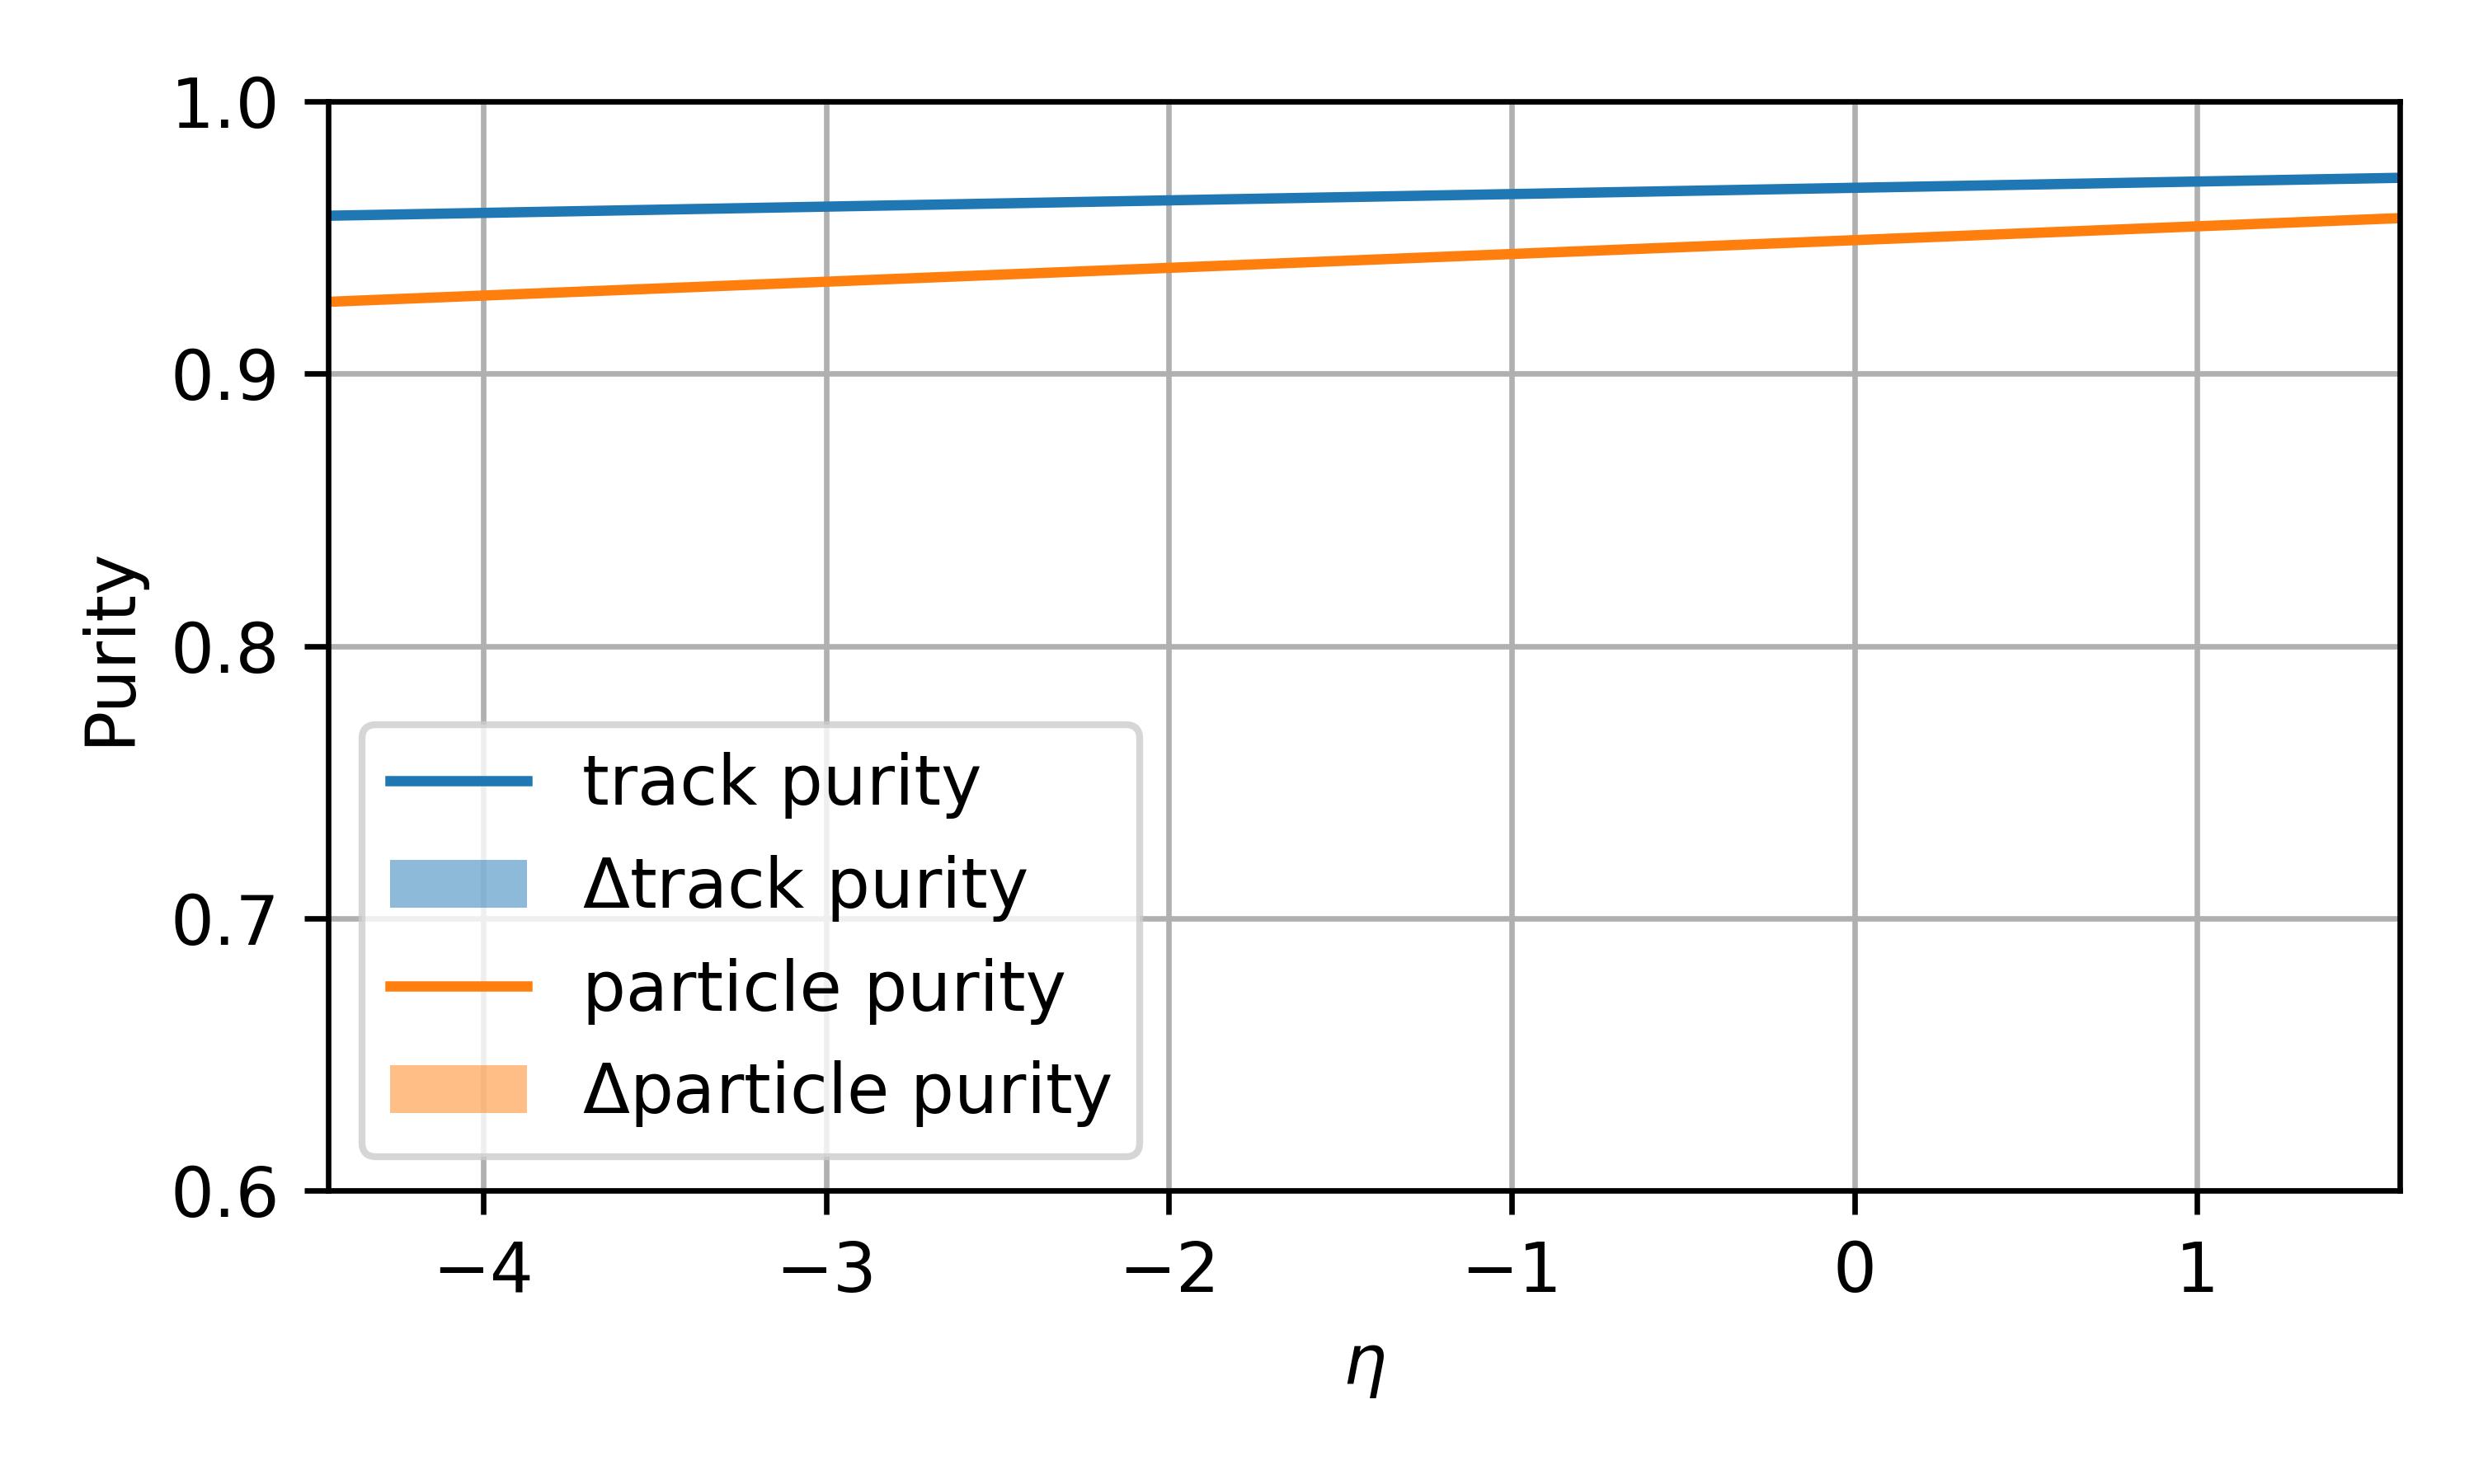 1.0
0.9
0.8
0.7
0.6
Purity
track purity
Δtrack purity
particle purity
Δparticle purity
−4
−3
−2
−1
0
1
η